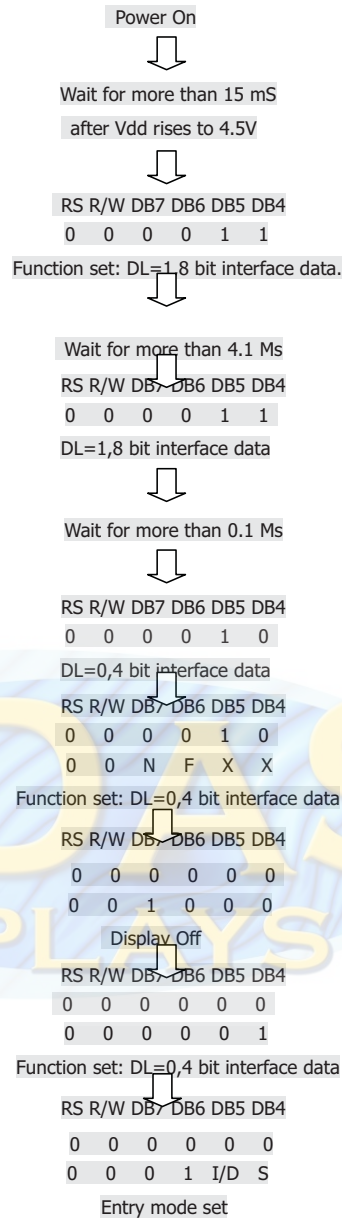 Power On
Wait for more than 15 mS
after Vdd rises to 4.5V
RS R/W DB7 DB6 DB5 DB4
0 0 0 0 1 1
Function set: DL=1,8 bit interface data.
Wait for more than 4.1 Ms
RS R/W DB7 DB6 DB5 DB4
0 0 0 0 1 1
DL=1,8 bit interface data
Wait for more than 0.1 Ms
RS R/W DB7 DB6 DB5 DB4
0 0 0 0 1 0
DL=0,4 bit interface data
RS R/W DB7 DB6 DB5 DB4
0 0 0 0 1 0
0 0 N F X X
Function set: DL=0,4 bit interface data
RS R/W DB7 DB6 DB5 DB4
0 0 0 0 0 0
0 0 1 0 0 0
Display Off
RS R/W DB7 DB6 DB5 DB4
0 0 0 0 0 0
0 0 0 0 0 1
Function set: DL=0,4 bit interface data
RS R/W DB7 DB6 DB5 DB4
0 0 0 0 0 0
0 0 0 1 I/D S
Entry mode set